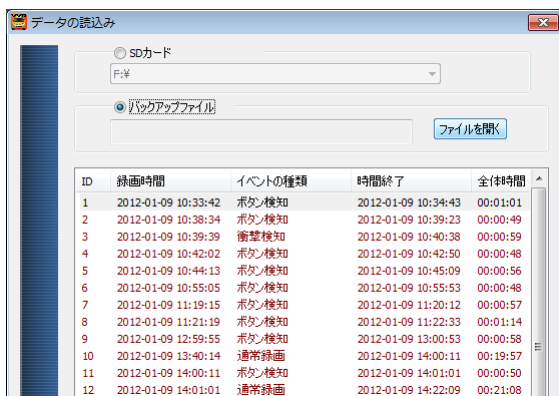 データの読込み
SDカード
F:¥
バックアップファイル
ファイルを開く
ID 録画時間 イベントの種類 時間終了 全体時間
1 2012-01-09 10:33:42 ボタン検知 2012-01-09 10:34:43 00:01:01
2 2012-01-09 10:38:34 ボタン検知 2012-01-09 10:39:23 00:00:49
3 2012-01-09 10:39:39 衝撃検知 2012-01-09 10:40:38 00:00:59
4 2012-01-09 10:42:02 ボタン検知 2012-01-09 10:42:50 00:00:48
5 2012-01-09 10:44:13 ボタン検知 2012-01-09 10:45:09 00:00:56
6 2012-01-09 10:55:05 ボタン検知 2012-01-09 10:55:53 00:00:48
7 2012-01-09 11:19:15 ボタン検知 2012-01-09 11:20:12 00:00:57
8 2012-01-09 11:21:19 ボタン検知 2012-01-09 11:22:33 00:01:14
9 2012-01-09 12:59:55 ボタン検知 2012-01-09 13:00:53 00:00:58
10 2012-01-09 13:40:14 通常録画 2012-01-09 14:00:11 00:19:57
11 2012-01-09 14:00:11 ボタン検知 2012-01-09 14:01:01 00:00:50
12 2012-01-09 14:01:01 通常録画 2012-01-09 14:22:09 00:21:08